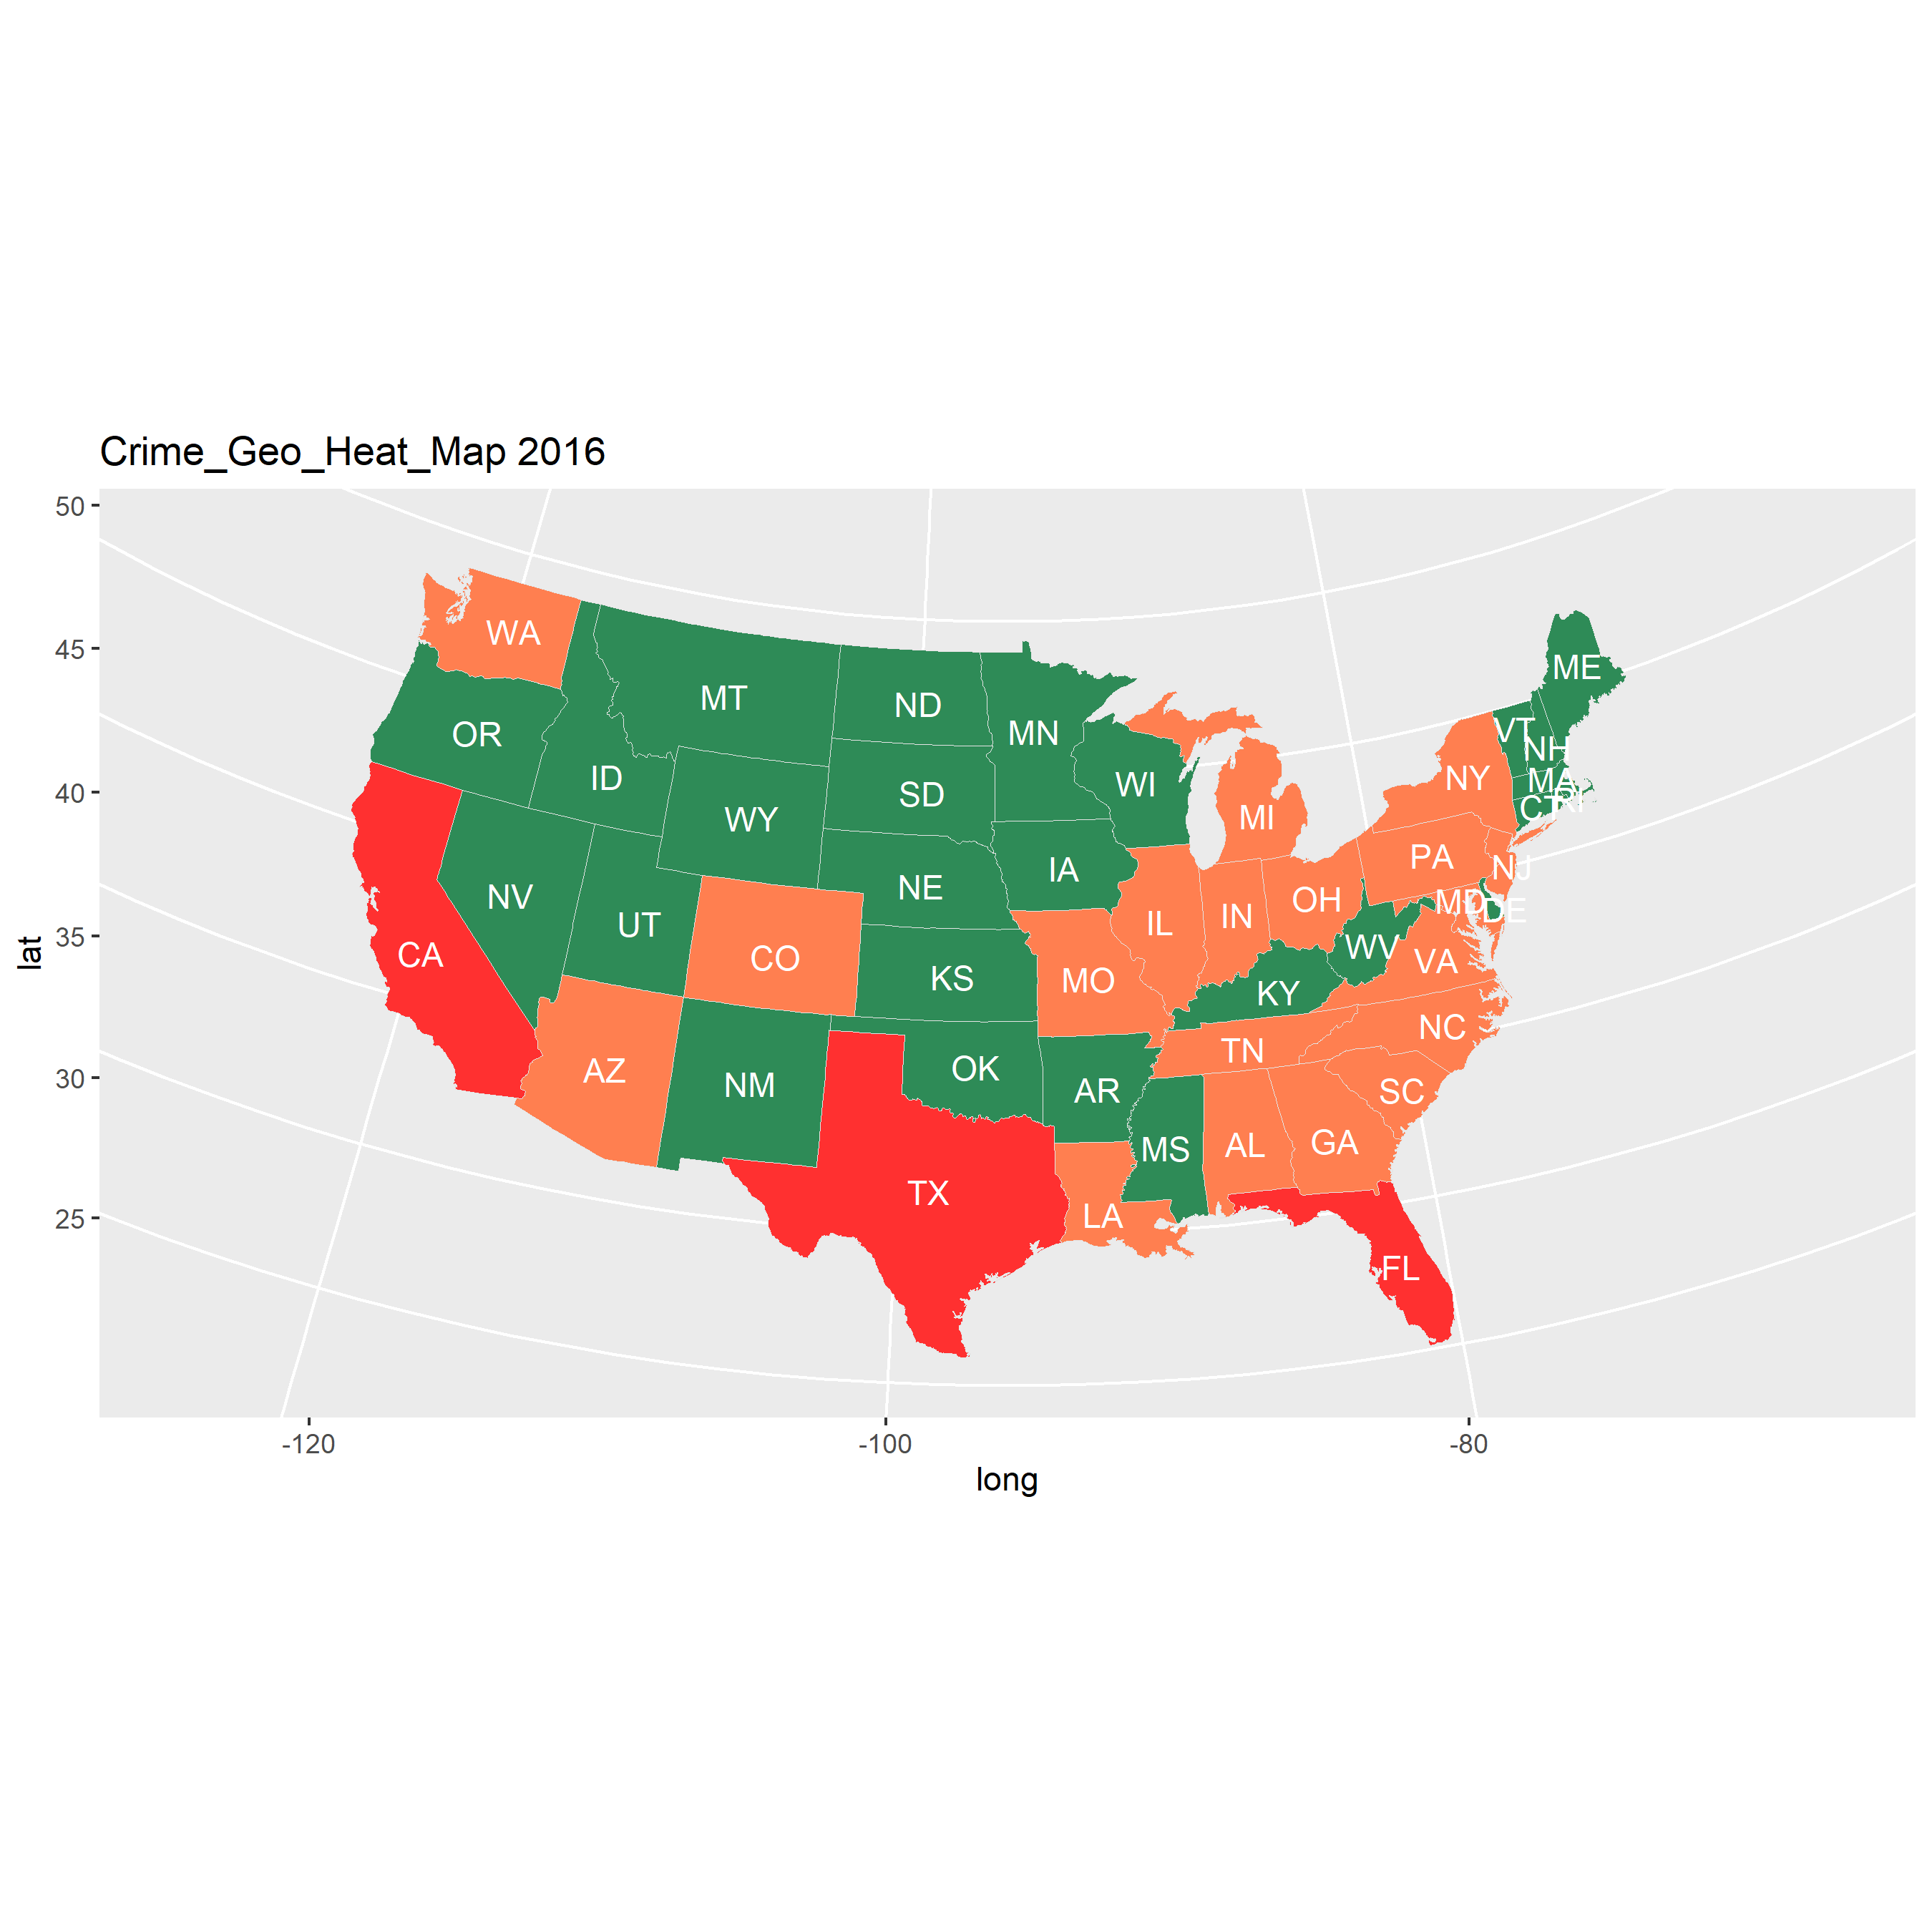 Crime_Geo_Heat_Map 2016
50
45
40
35
30
25
lat
WA
MT
ND
MN
ME
OR
ID
SD
WI
VT
NH
NY
MA
RI
CT
WY
MI
NE
IA
PA
NJ
NV
UT
CO
IL
IN
OH
MD
DE
CA
KS
MO
WV
VA
KY
NC
AZ
NM
OK
AR
TN
SC
TX
MS
AL
GA
LA
FL
-120
-100
-80
long